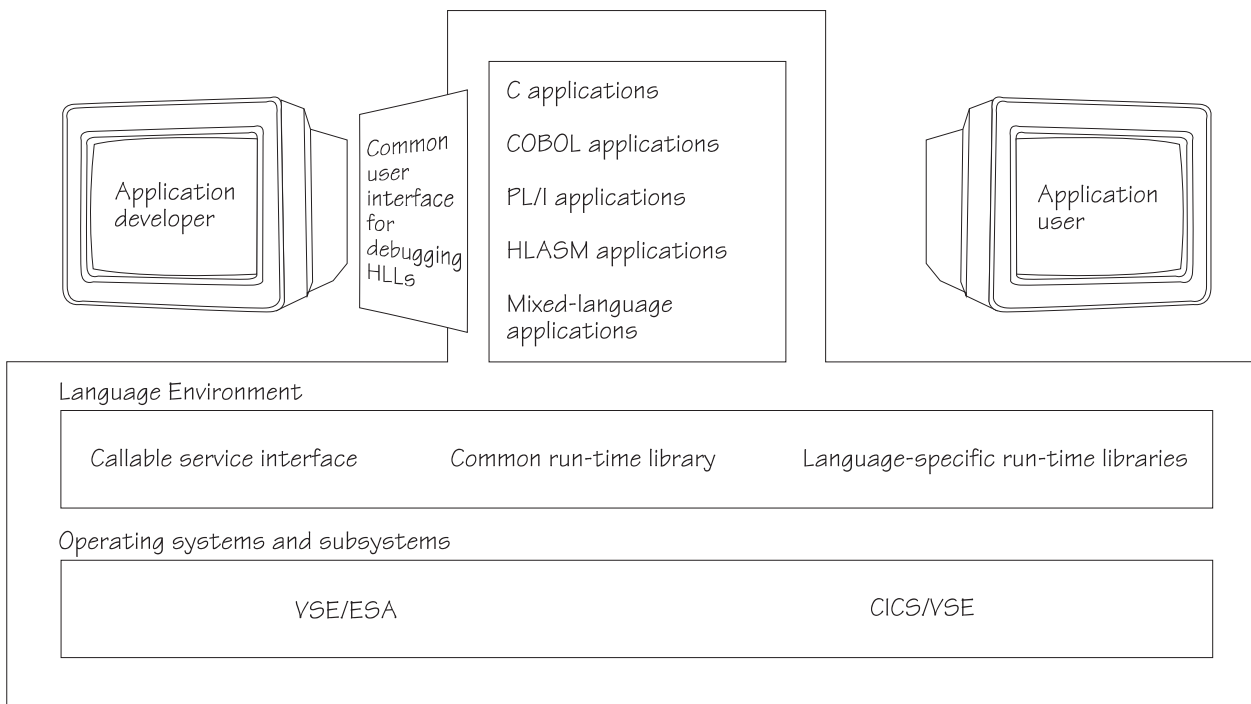 Application
developer
Common
user
interface
for
debugging
HLLs
C applications
COBOL applications
PL/I applications
HLASM applications
Mixed-language
applications
Application
user
Language Environment
Callable service interface
Common run-time library
Language-specific run-time libraries
Operating systems and subsystems
VSE/ESA
CICS/VSE